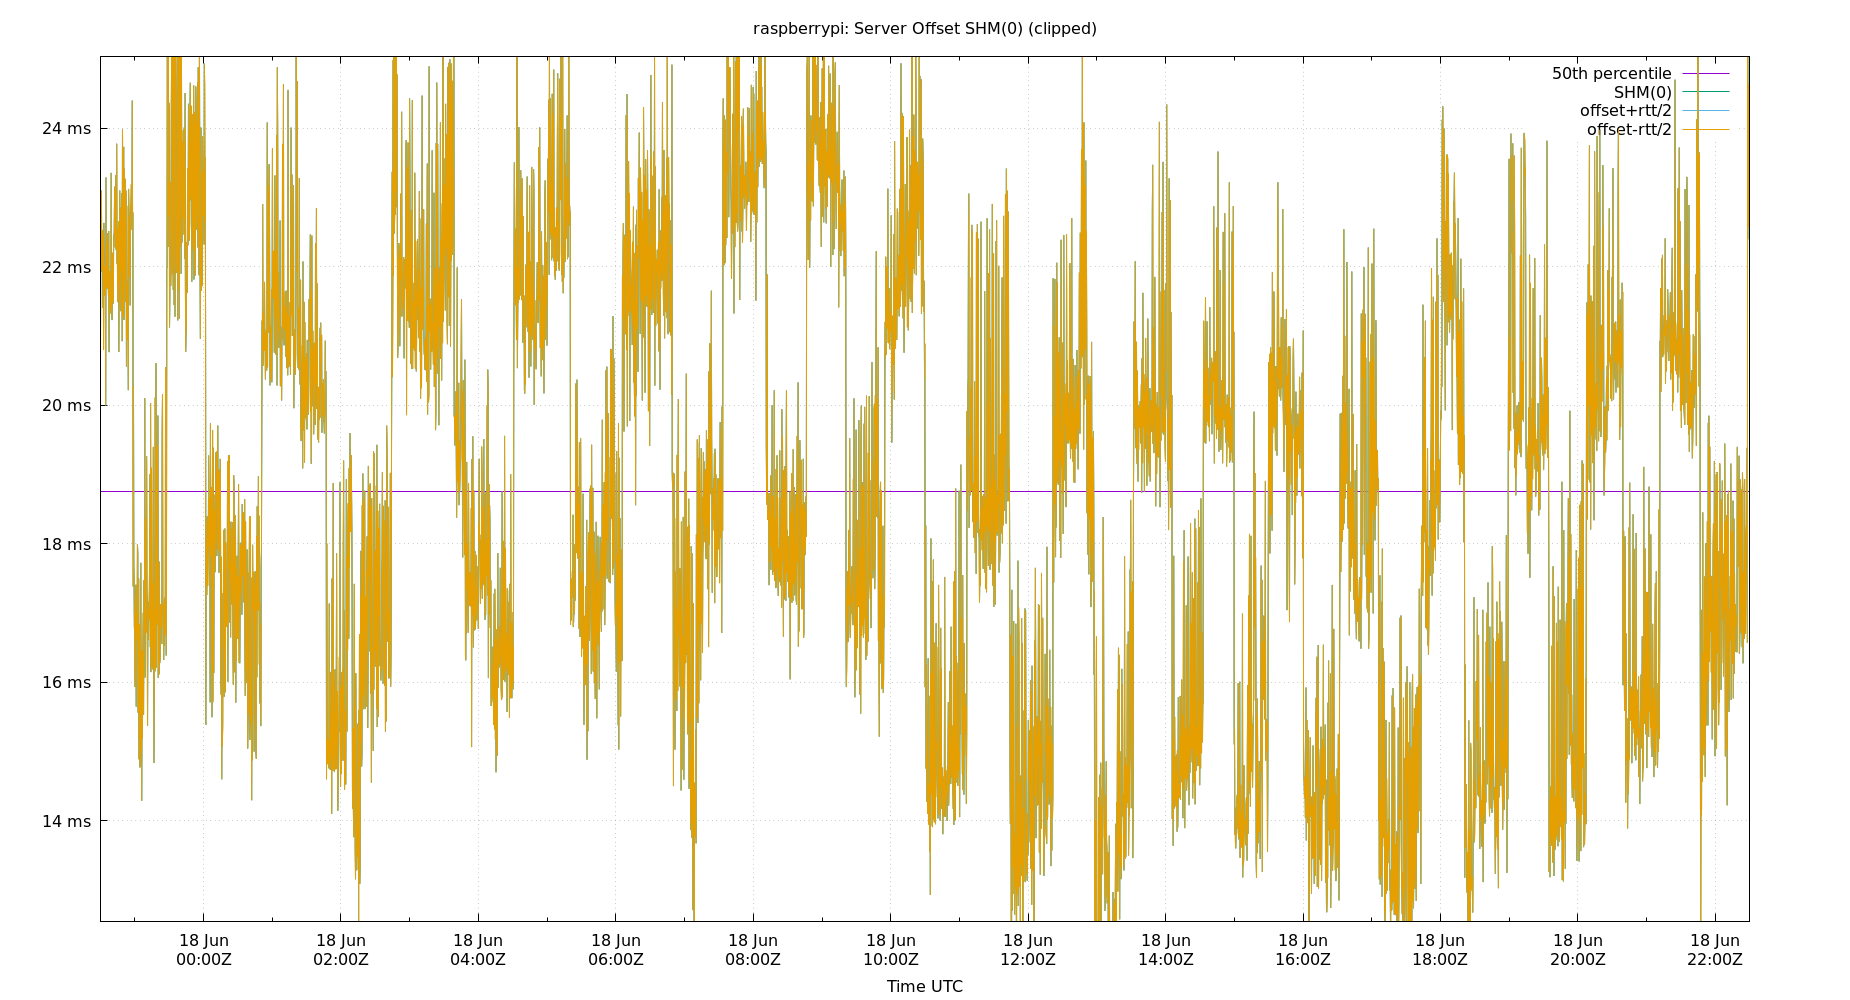 raspberrypi: Server Offset SHM(0) (clipped)
50th percentile
SHM(0)
offset+rtt/2
offset-rtt/2
24 ms
22 ms
20 ms
18 ms
16 ms
14 ms
18 Jun 18 Jun 18 Jun 18 Jun 18 Jun 18 Jun 18 Jun 18 Jun 18 Jun 18 Jun 18 Jun 18 Jun
00:00Z 02:00Z 04:00Z 06:00Z 08:00Z 10:00Z 12:00Z 14:00Z 16:00Z 18:00Z 20:00Z 22:00Z
Time UTC